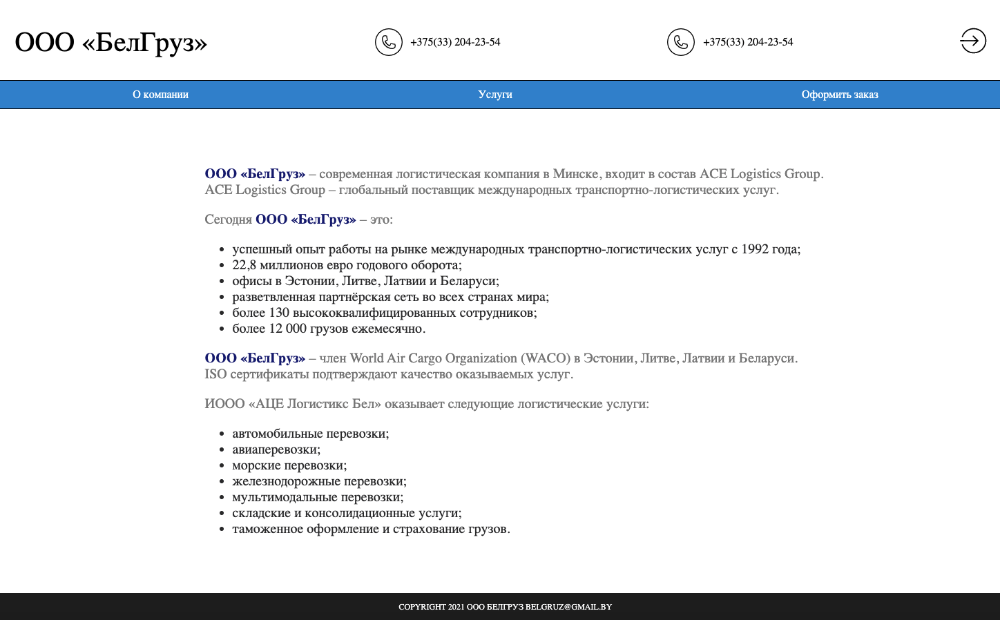 ООО «БелГруз»
+375(33) 204-23-54
+375(33) 204-23-54
О компании
Услуги
Оформить заказ
ООО «БелГруз» – современная логистическая компания в Минске, входит в состав ACE Logistics Group.
ACE Logistics Group – глобальный поставщик международных транспортно-логистических услуг.
Сегодня ООО «БелГруз» – это:
• успешный опыт работы на рынке международных транспортно-логистических услуг с 1992 года;
• 22,8 миллионов евро годового оборота;
• офисы в Эстонии, Литве, Латвии и Беларуси;
• разветвленная партнёрская сеть во всех странах мира;
• более 130 высококвалифицированных сотрудников;
• более 12 000 грузов ежемесячно.
ООО «БелГруз» – член World Air Cargo Organization (WACO) в Эстонии, Литве, Латвии и Беларуси.
ISO сертификаты подтверждают качество оказываемых услуг.
ИООО «АЦЕ Логистикс Бел» оказывает следующие логистические услуги:
• автомобильные перевозки;
• авиаперевозки;
• морские перевозки;
• железнодорожные перевозки;
• мультимодальные перевозки;
• складские и консолидационные услуги;
• таможенное оформление и страхование грузов.
COPYRIGHT 2021 ООО БЕЛГРУЗ BELGRUZ@GMAIL.BY